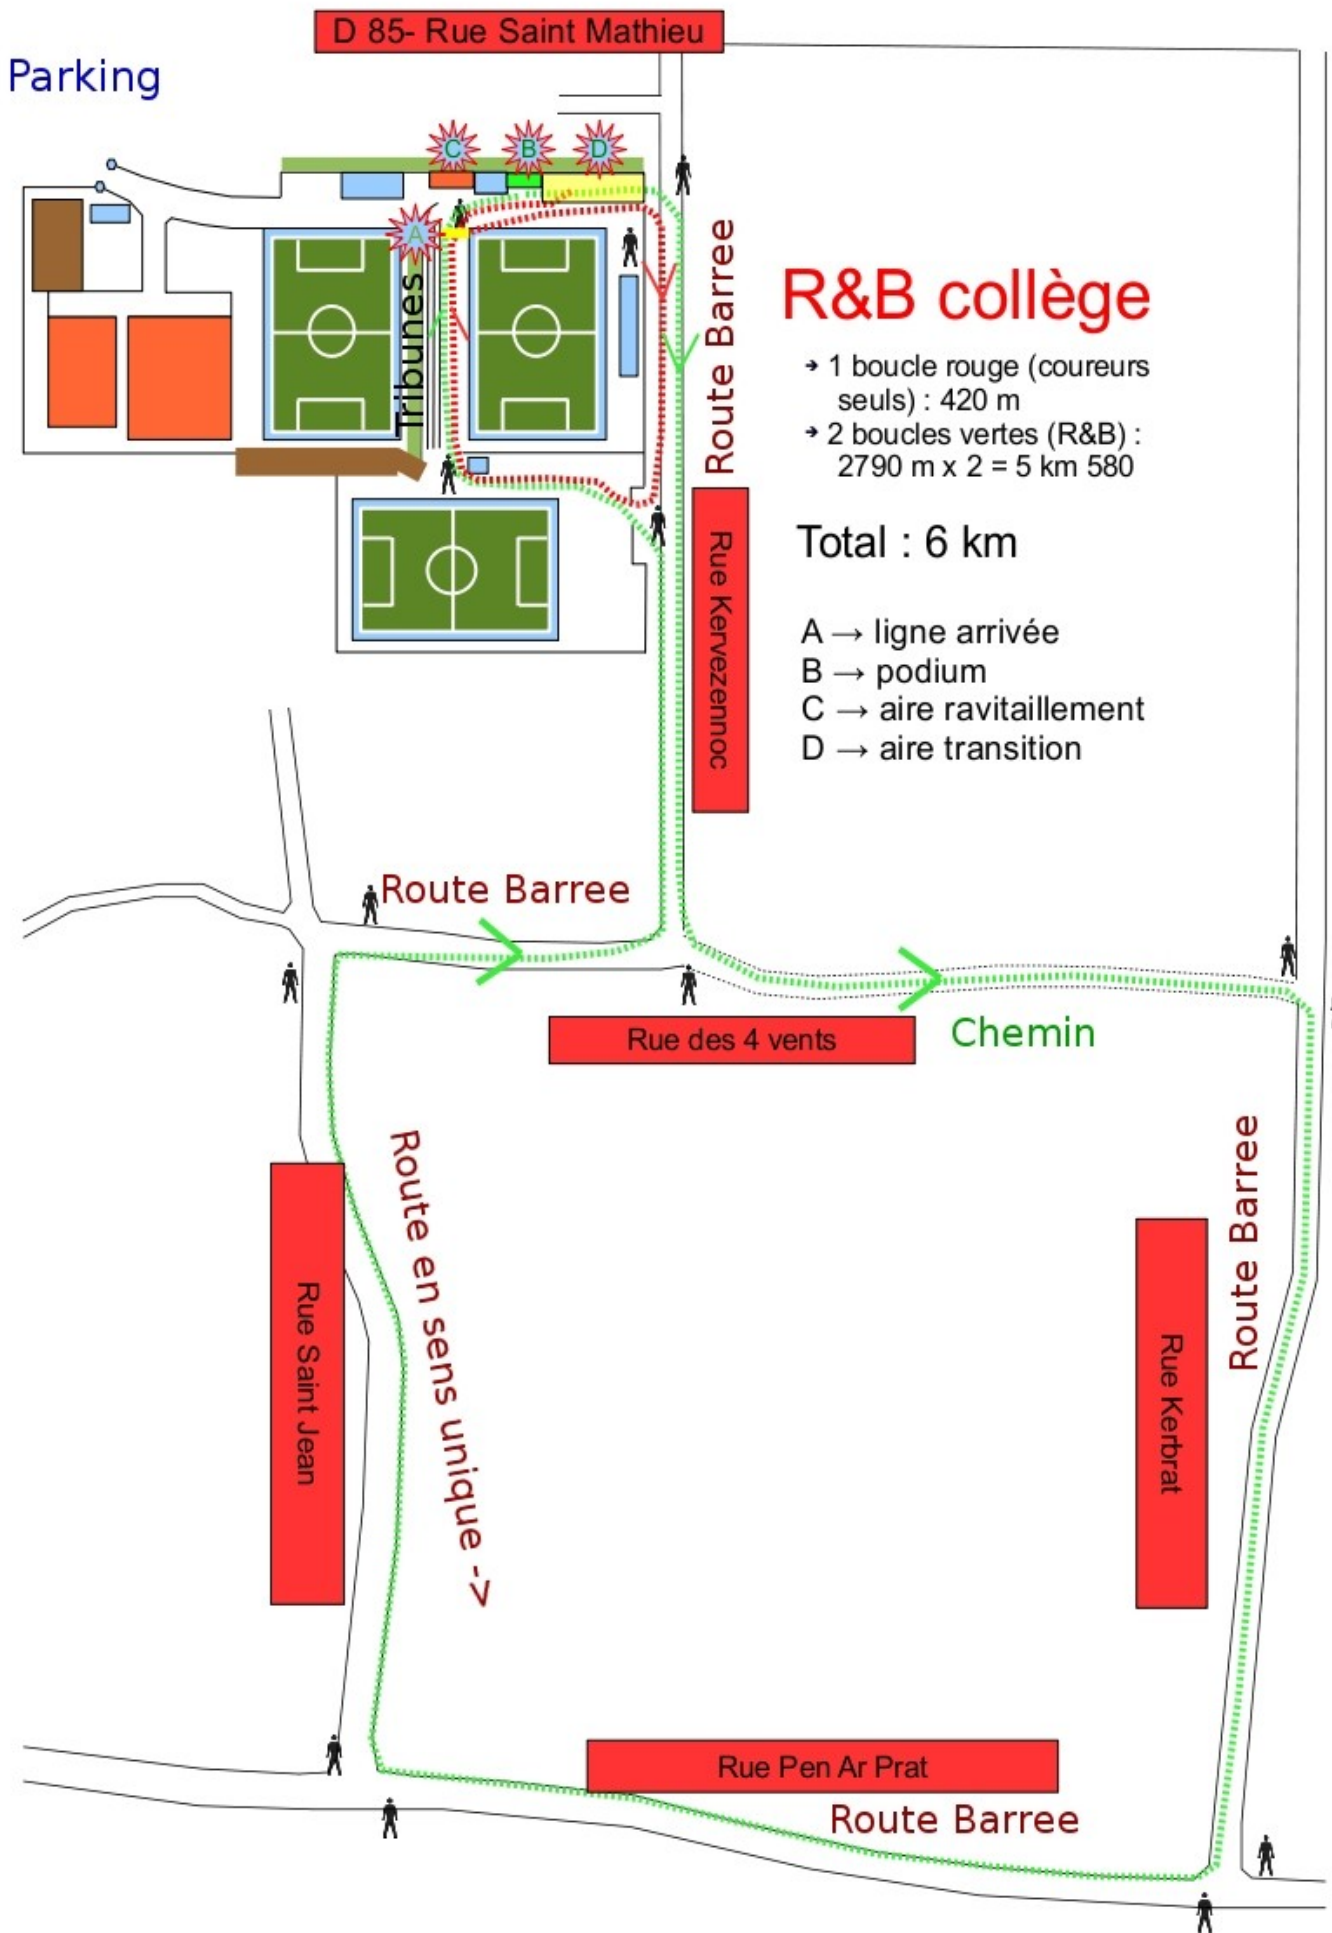 D 85- Rue Saint Mathieu
Parking
C
B
D
A
Tribunes
Route Barree
R&B collège
➔ 1 boucle rouge (coureurs
seuls) : 420 m
➔ 2 boucles vertes (R&B) :
2790 m x 2 = 5 km 580
Total : 6 km
Rue Kervezennoc
A → ligne arrivée
B → podium
C → aire ravitaillement
D → aire transition
Route Barree
Rue des 4 vents
Chemin
Route en sens unique ->
Route Barree
Rue Saint Jean
Rue Kerbrat
Rue Pen Ar Prat
Route Barree